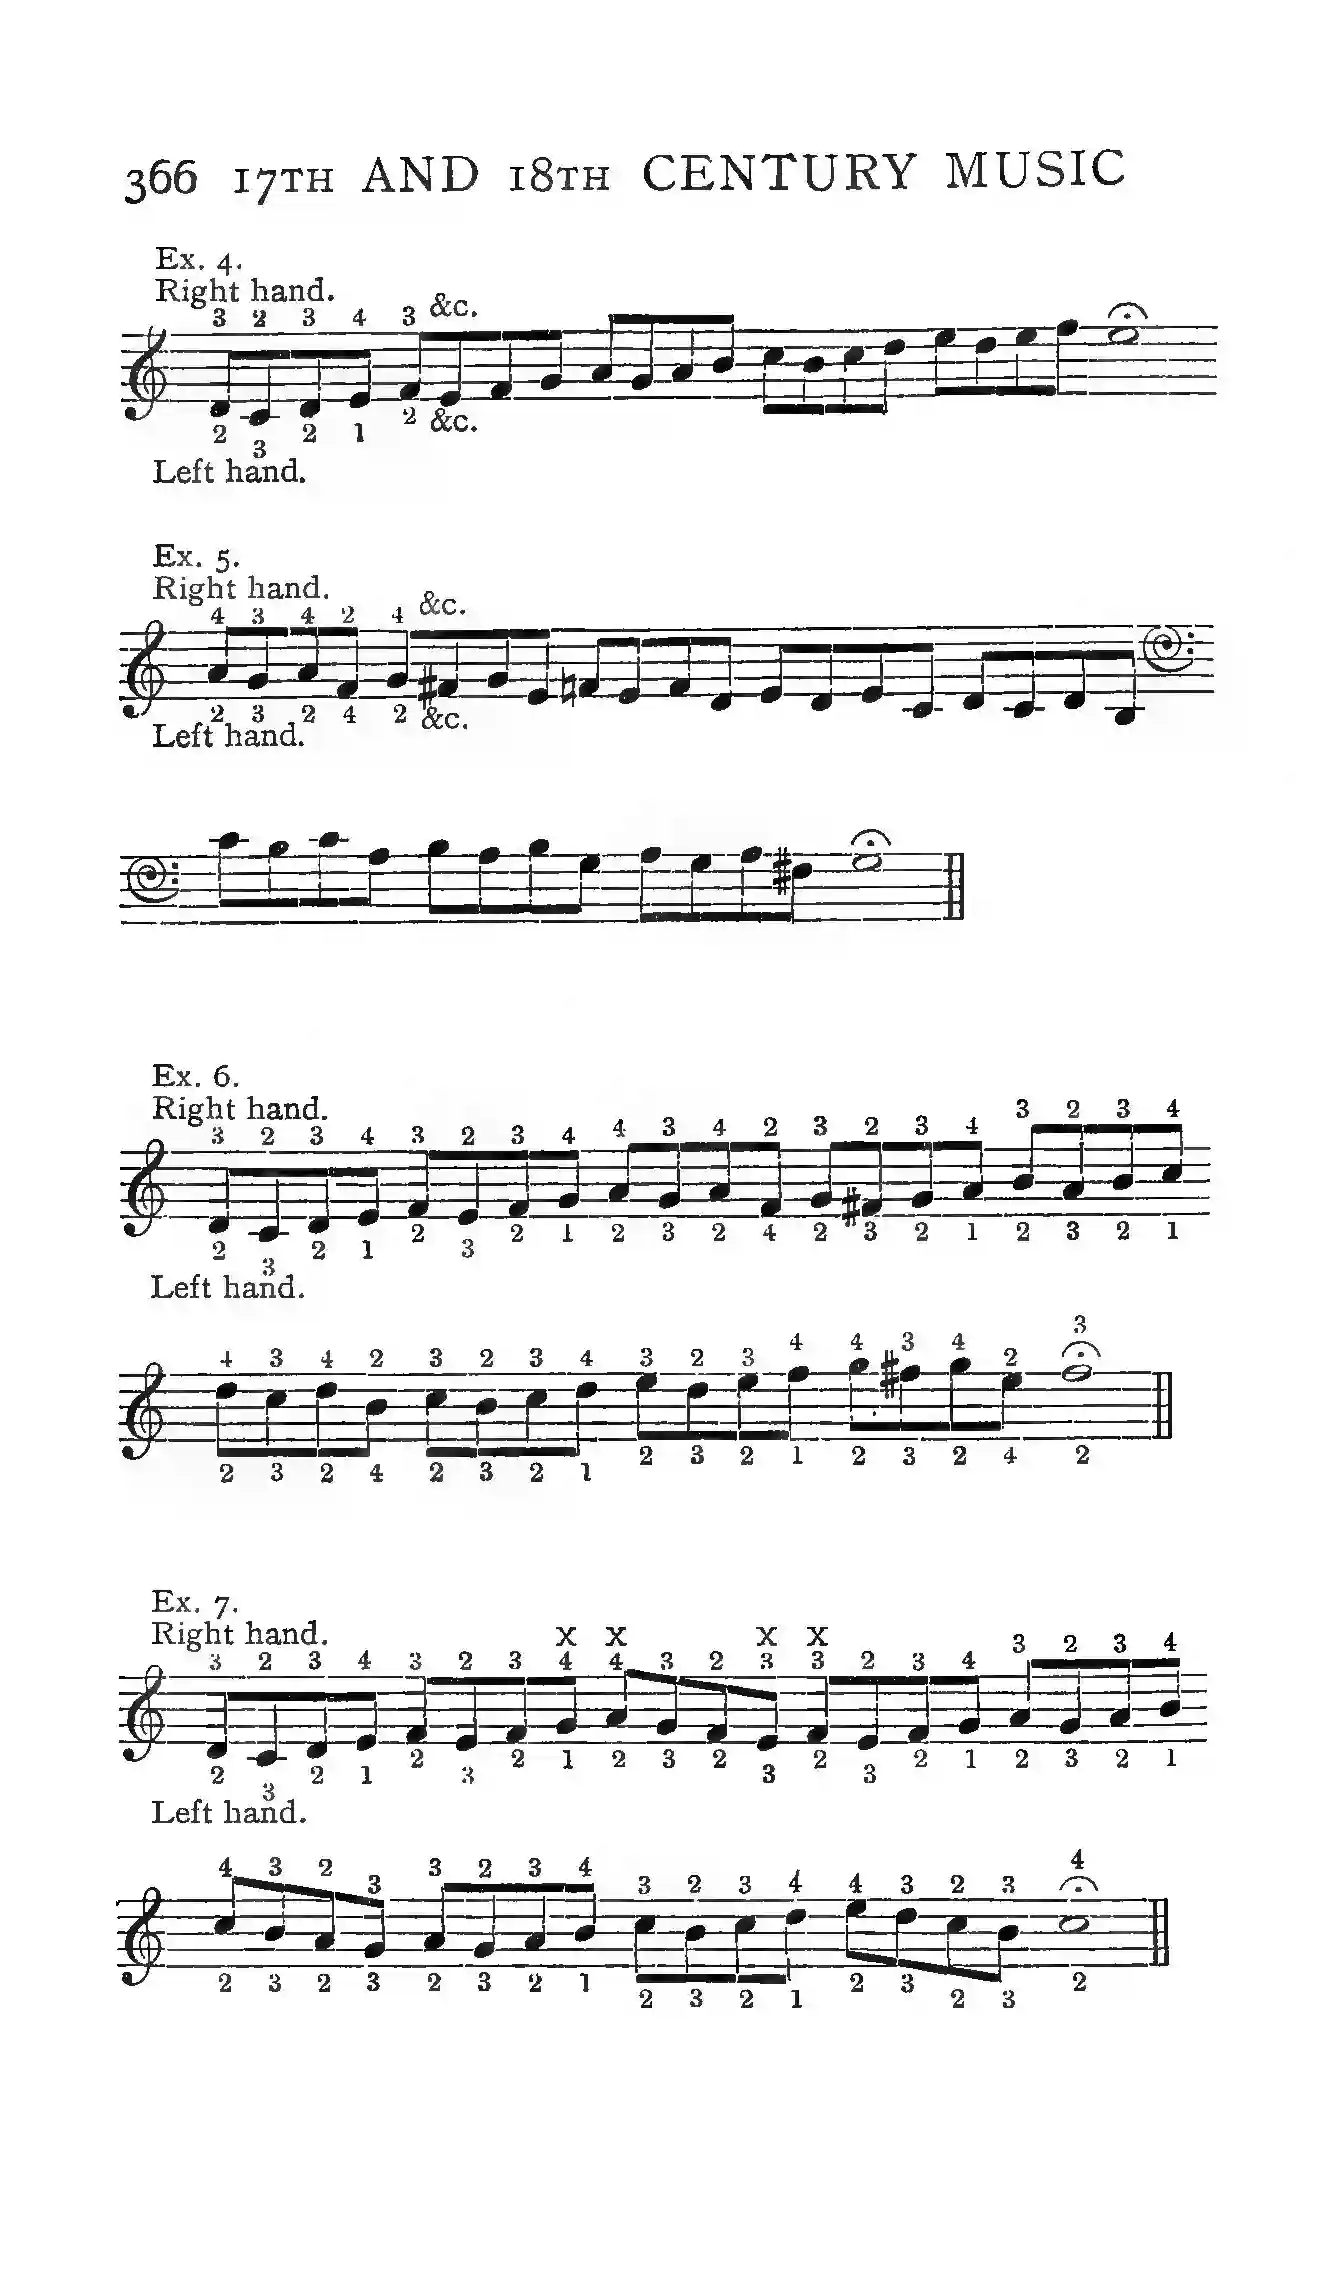 366 17TH AND 18TH CENTURY MUSIC
Ex. 4.
Right hand.
3 2 3 4 3 &c.
2 3 2 1 2 &c.
Left hand.
Ex. 5.
Right hand.
4 3 4 2 4 &c.
2 3 2 4 2 &c.
Left hand.
Ex. 6.
Right hand.
3 2 3 4 3 2 3 4 4 3 4 2 3 2 3 4 3 2 3 4
2 3 2 1 2 3 2 1 2 3 2 4 2 3 2 1 2 3 2 1
Left hand.
4 3 4 2 3 2 3 4 3 2 3 4 4 3 4 2 3
2 3 2 4 2 3 2 1 2 3 2 1 2 3 2 4 2
Ex. 7.
Right hand.
X X X X
3 2 3 4 3 2 3 4 4 3 2 3 3 2 3 4 3 2 3 4
2 3 2 1 2 3 2 1 2 3 2 3 2 3 2 1 2 3 2 1
Left hand.
4 3 2 3 3 2 3 4 3 2 3 4 4 3 2 3 4
2 3 2 3 2 3 2 1 2 3 2 1 2 3 2 3 2